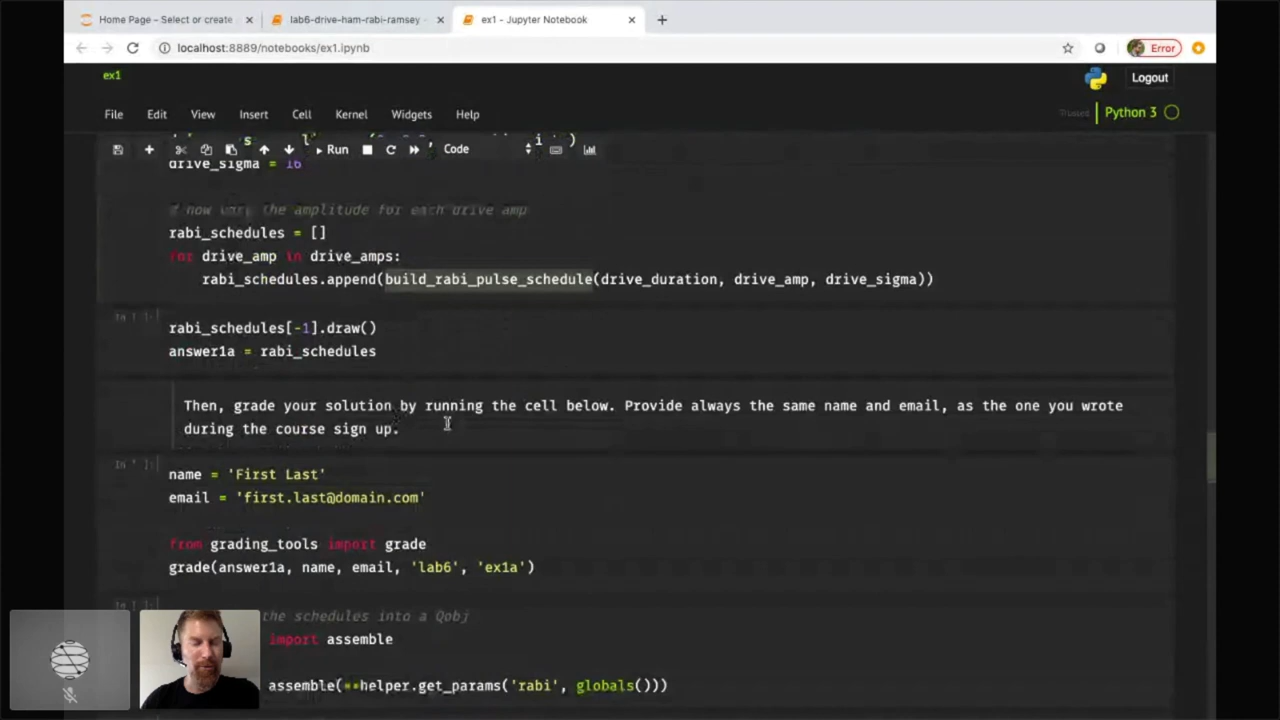 Home Page - Select or create
lab6-drive-ham-rabi-ramsey
ex1 - Jupyter Notebook
localhost:8889/notebooks/ex1.ipynb
Error
ex1
Logout
File Edit View Insert Cell Kernel Widgets Help
Trusted
Python 3
Run
Code
drive_sigma = 16
# now vary the amplitude for each drive amp
rabi_schedules = []
for drive_amp in drive_amps:
rabi_schedules.append(build_rabi_pulse_schedule(drive_duration, drive_amp, drive_sigma))
In [ ]:
rabi_schedules[-1].draw()
answer1a = rabi_schedules
Then, grade your solution by running the cell below. Provide always the same name and email, as the one you wrote
during the course sign up.
In [ ]:
name = 'First Last'
email = 'first.last@domain.com'
from grading_tools import grade
grade(answer1a, name, email, 'lab6', 'ex1a')
In [ ]:
the schedules into a Qobj
import assemble
assemble(**helper.get_params('rabi', globals()))